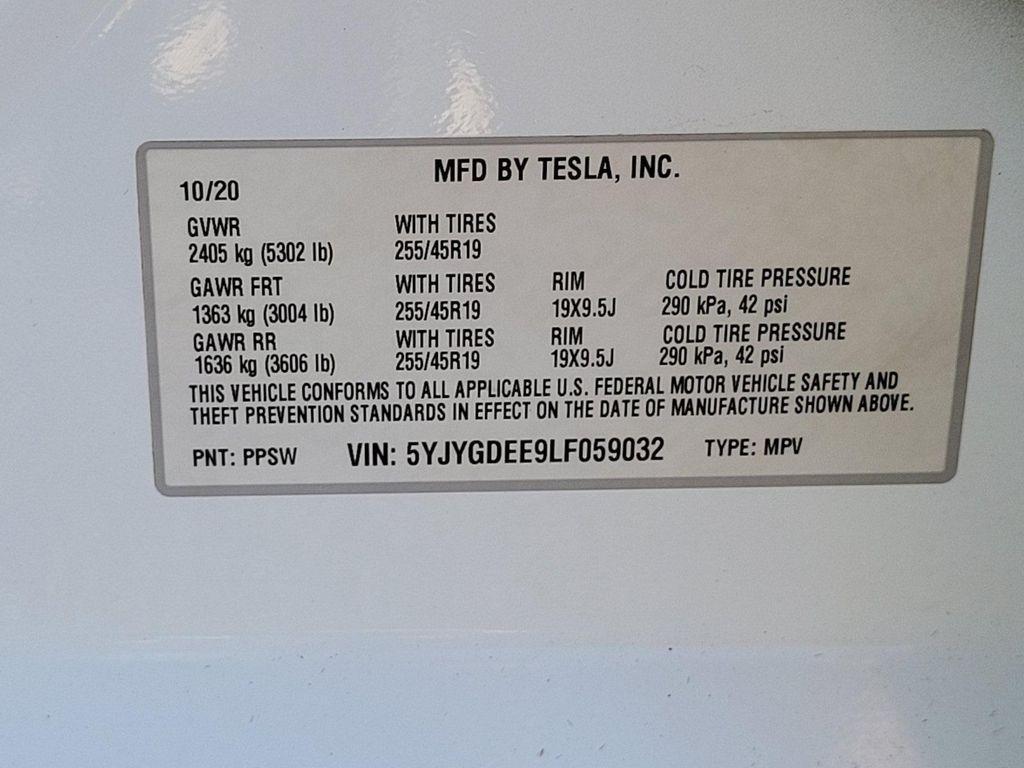 MFD BY TESLA, INC.
10/20
GVWR WITH TIRES
2405 kg (5302 lb) 255/45R19
GAWR FRT WITH TIRES RIM COLD TIRE PRESSURE
1363 kg (3004 lb) 255/45R19 19X9.5J 290 kPa, 42 psi
GAWR RR WITH TIRES RIM COLD TIRE PRESSURE
1636 kg (3606 lb) 255/45R19 19X9.5J 290 kPa, 42 psi
THIS VEHICLE CONFORMS TO ALL APPLICABLE U.S. FEDERAL MOTOR VEHICLE SAFETY AND
THEFT PREVENTION STANDARDS IN EFFECT ON THE DATE OF MANUFACTURE SHOWN ABOVE.
PNT: PPSW VIN: 5YJYGDEE9LF059032 TYPE: MPV